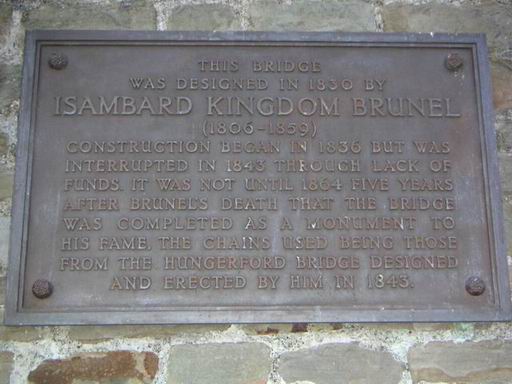 THIS BRIDGE
WAS DESIGNED IN 1830 BY
ISAMBARD KINGDOM BRUNEL
(1806-1859)
CONSTRUCTION BEGAN IN 1836 BUT WAS
INTERRUPTED IN 1843 THROUGH LACK OF
FUNDS. IT WAS NOT UNTIL 1864 FIVE YEARS
AFTER BRUNEL'S DEATH THAT THE BRIDGE
WAS COMPLETED AS A MONUMENT TO
HIS FAME, THE CHAINS USED BEING THOSE
FROM THE HUNGERFORD BRIDGE DESIGNED
AND ERECTED BY HIM IN 1843.